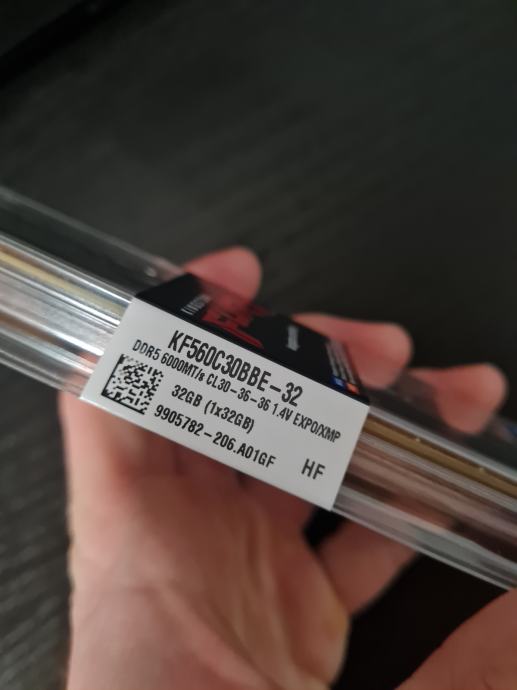 KF560C30BBE-32
DDR5 6000MT/s CL30-36-36 1.4V EXPO/XMP
32GB (1x32GB)
9905782-206.A01GF
HF